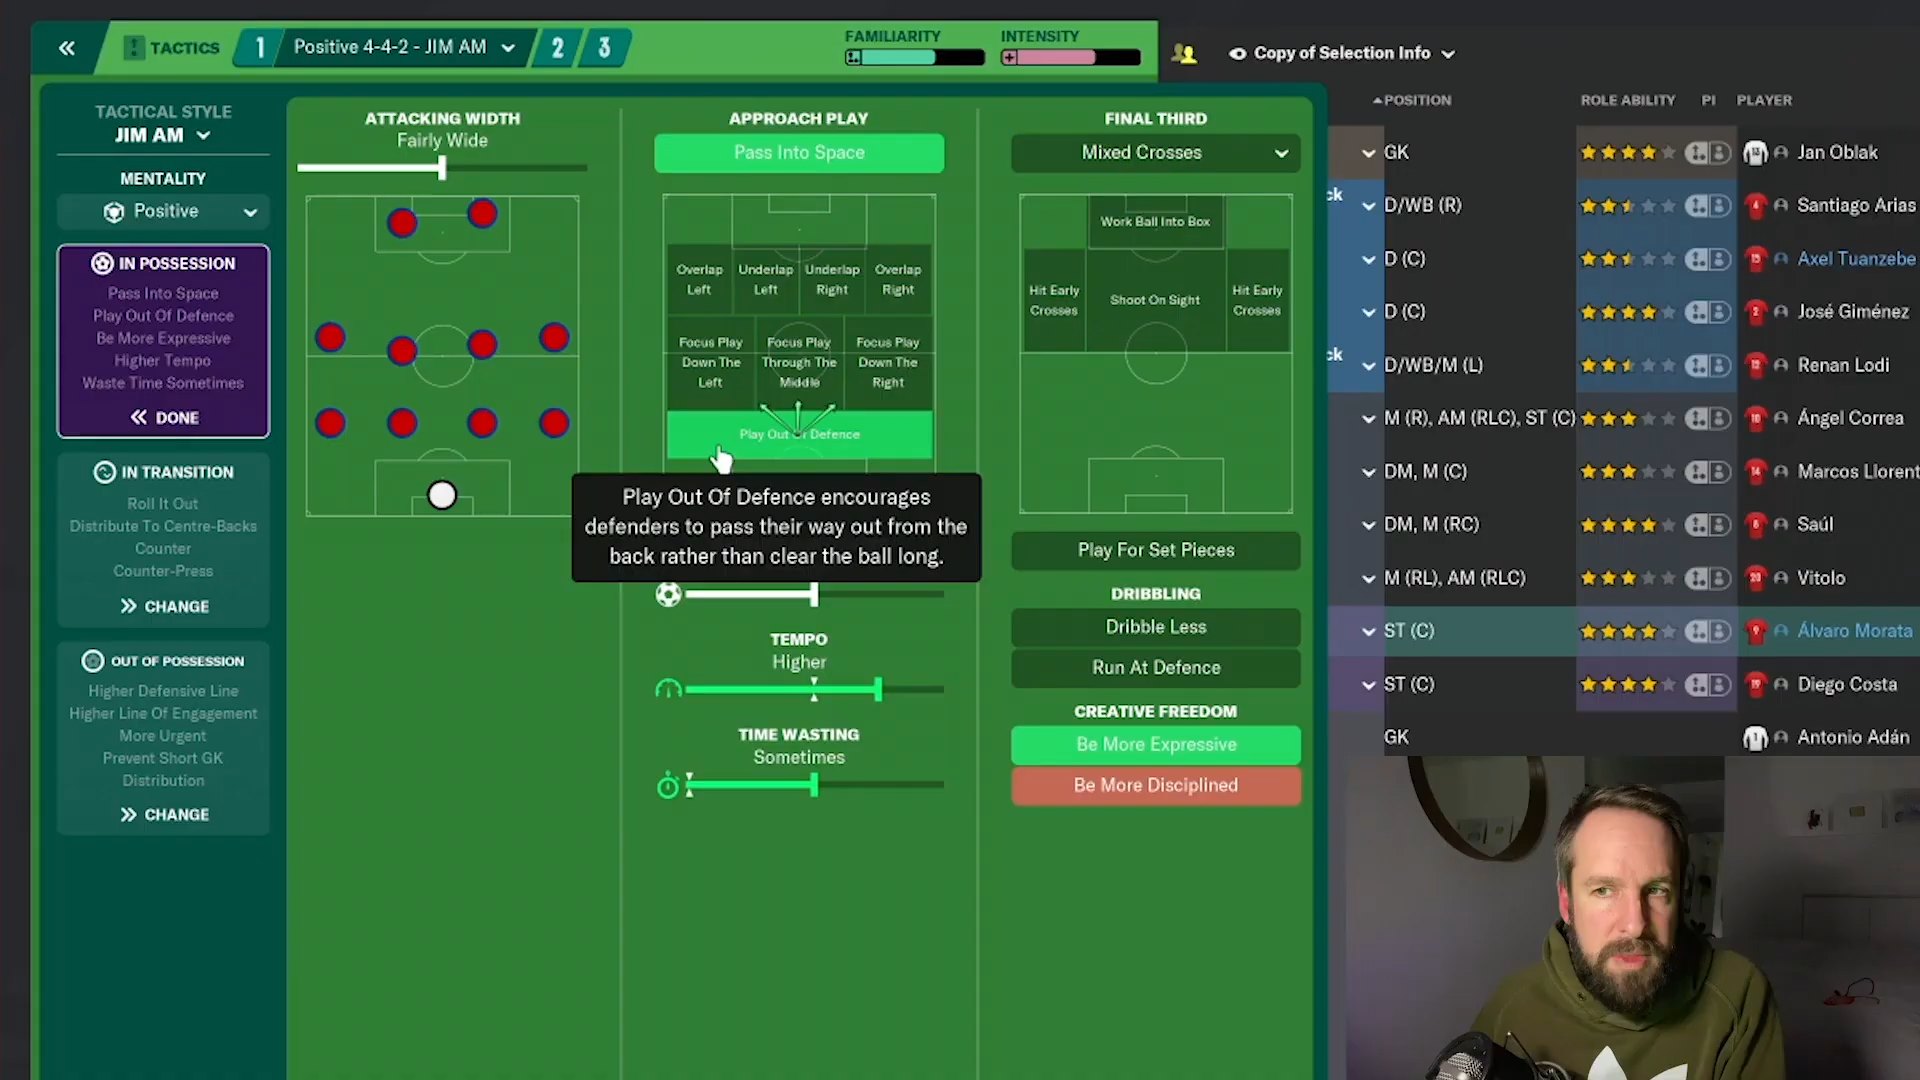 TACTICS
1
Positive 4-4-2 - JIM AM
2
3
FAMILIARITY
INTENSITY
Copy of Selection Info
TACTICAL STYLE
JIM AM
MENTALITY
Positive
IN POSSESSION
Pass Into Space
Play Out Of Defence
Be More Expressive
Higher Tempo
Waste Time Sometimes
DONE
IN TRANSITION
Roll It Out
Distribute To Centre-Backs
Counter
Counter-Press
CHANGE
OUT OF POSSESSION
Higher Defensive Line
Higher Line Of Engagement
More Urgent
Prevent Short GK
Distribution
CHANGE
ATTACKING WIDTH
Fairly Wide
APPROACH PLAY
Pass Into Space
Overlap Left
Underlap Left
Underlap Right
Overlap Right
Focus Play Down The Left
Focus Play Through The Middle
Focus Play Down The Right
Play Out Of Defence
Play Out Of Defence encourages
defenders to pass their way out from the
back rather than clear the ball long.
TEMPO
Higher
TIME WASTING
Sometimes
FINAL THIRD
Mixed Crosses
Work Ball Into Box
Hit Early Crosses
Shoot On Sight
Hit Early Crosses
Play For Set Pieces
DRIBBLING
Dribble Less
Run At Defence
CREATIVE FREEDOM
Be More Expressive
Be More Disciplined
POSITION ROLE ABILITY PI PLAYER
GK Jan Oblak
ck D/WB (R) Santiago Arias
D (C) Axel Tuanzebe
D (C) José Giménez
ck D/WB/M (L) Renan Lodi
M (R), AM (RLC), ST (C) Ángel Correa
DM, M (C) Marcos Llorent
DM, M (RC) Saúl
M (RL), AM (RLC) Vitolo
ST (C) Álvaro Morata
ST (C) Diego Costa
GK Antonio Adán